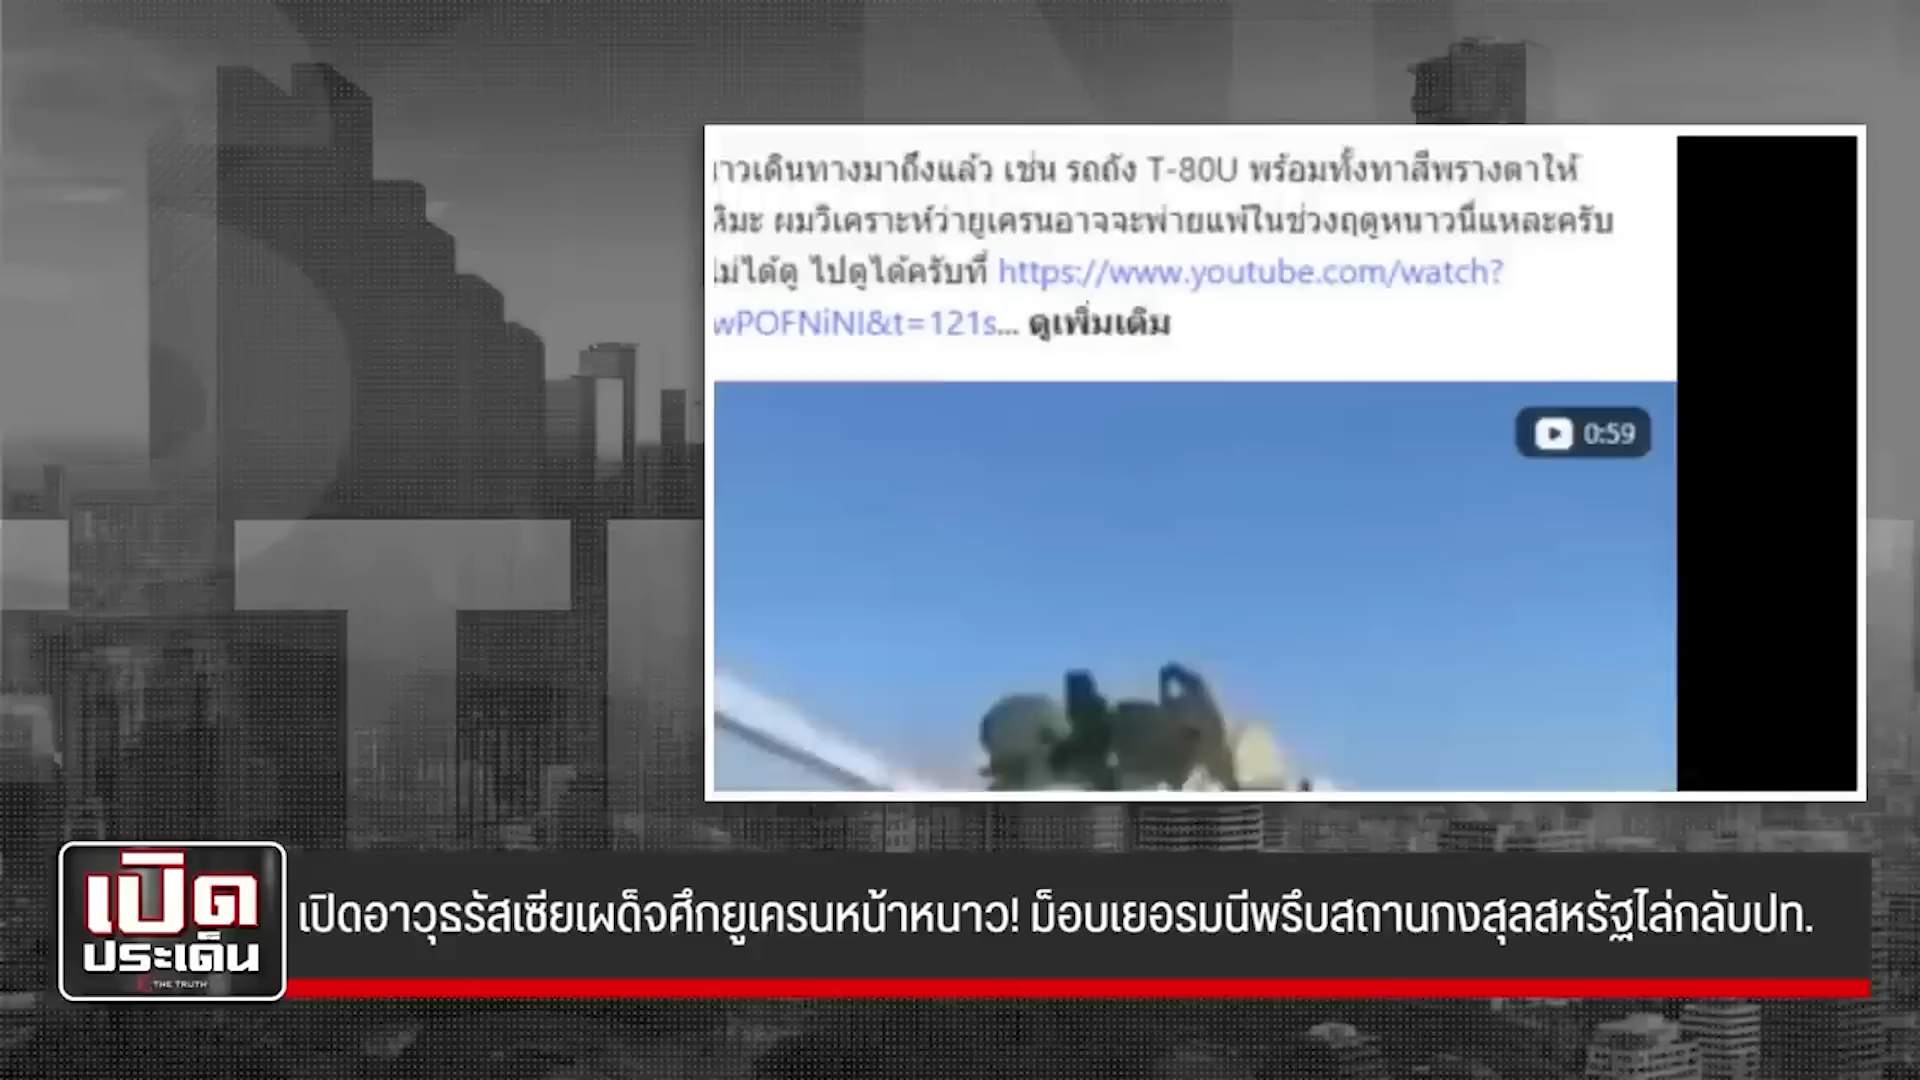 าวเดินทางมาถึงแล้ว เช่น รถถัง T-80U พร้อมทั้งทาสีพรางตาให้
หิมะ ผมวิเคราะห์ว่ายูเครนอาจจะพ่ายแพ้ในช่วงฤดูหนาวนี้แหละครับ
ไม่ได้ดู ไปดูได้ครับที่ https://www.youtube.com/watch?
wPOFNiNI&t=121s... ดูเพิ่มเติม
0:59
เปิด
ประเด็น
THE TRUTH
เปิดอาวุธรัสเซียเผด็จศึกยูเครนหน้าหนาว! ม็อบเยอรมนีพรึบสถานกงสุลสหรัฐไล่กลับปท.